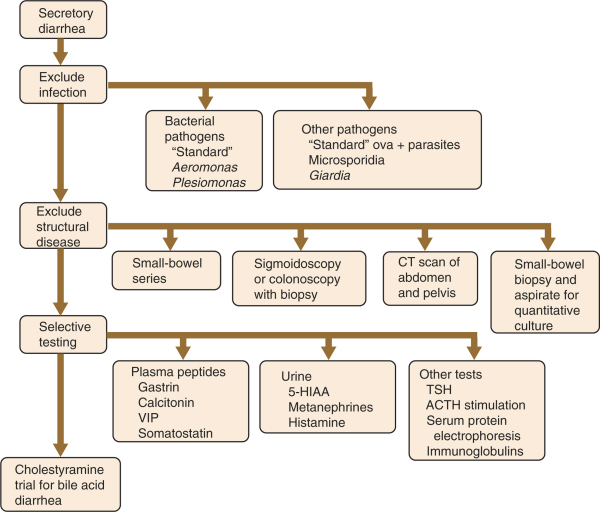 Secretory
diarrhea
Exclude
infection
Bacterial
pathogens
“Standard”
Aeromonas
Plesiomonas
Other pathogens
“Standard” ova + parasites
Microsporidia
Giardia
Exclude
structural
disease
Small-bowel
series
Sigmoidoscopy
or colonoscopy
with biopsy
CT scan of
abdomen
and pelvis
Small-bowel
biopsy and
aspirate for
quantitative
culture
Selective
testing
Plasma peptides
Gastrin
Calcitonin
VIP
Somatostatin
Urine
5-HIAA
Metanephrines
Histamine
Other tests
TSH
ACTH stimulation
Serum protein
electrophoresis
Immunoglobulins
Cholestyramine
trial for bile acid
diarrhea